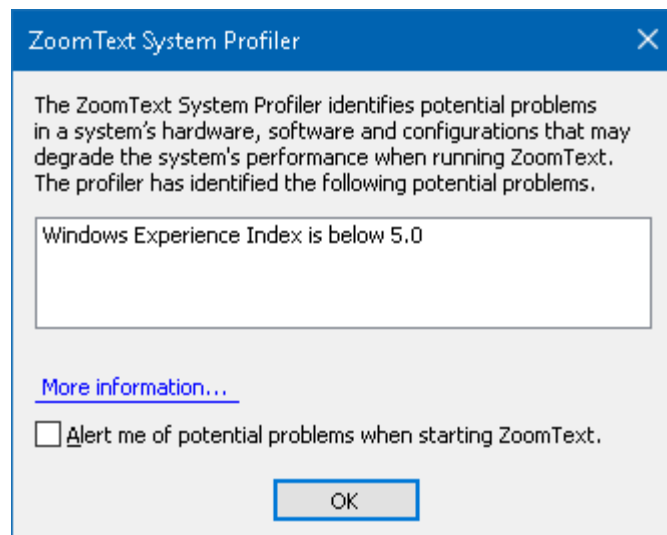 ZoomText System Profiler
The ZoomText System Profiler identifies potential problems
in a system's hardware, software and configurations that may
degrade the system's performance when running ZoomText.
The profiler has identified the following potential problems.
Windows Experience Index is below 5.0
More information...
Alert me of potential problems when starting ZoomText.
OK